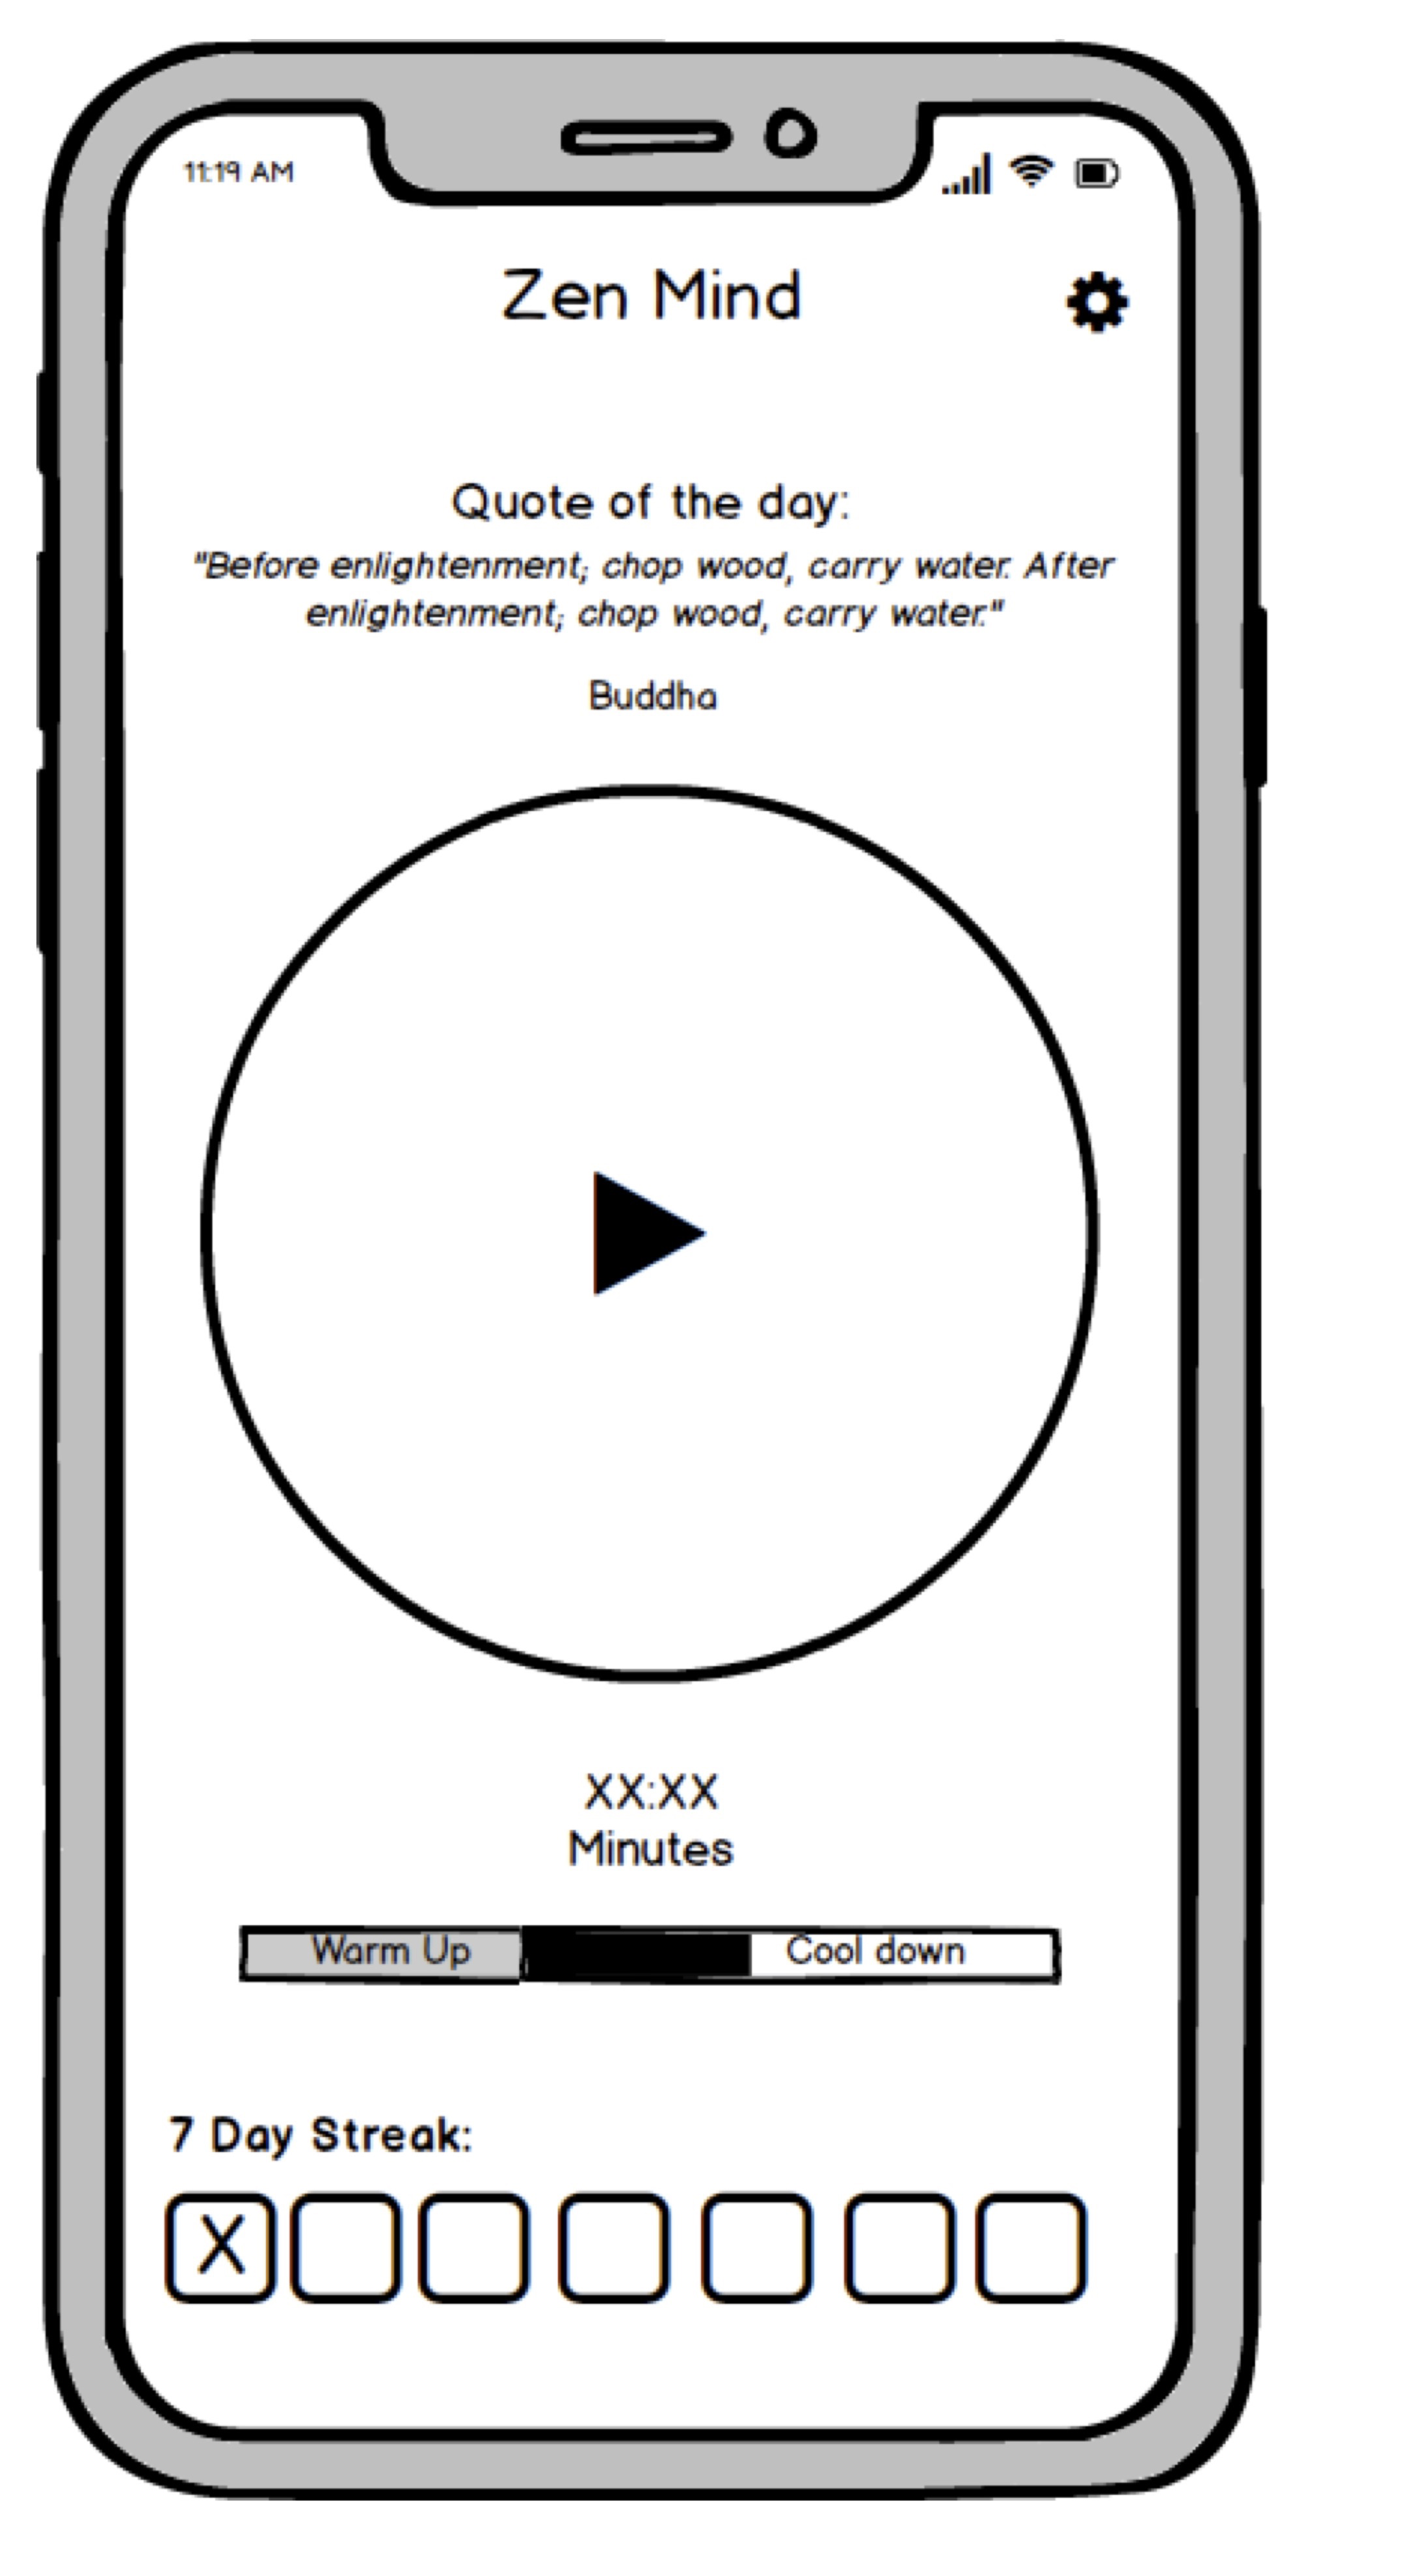 11:19 AM
Zen Mind
Quote of the day:
"Before enlightenment; chop wood, carry water. After
enlightenment; chop wood, carry water."
Buddha
XX:XX
Minutes
Warm Up
Cool down
7 Day Streak:
X